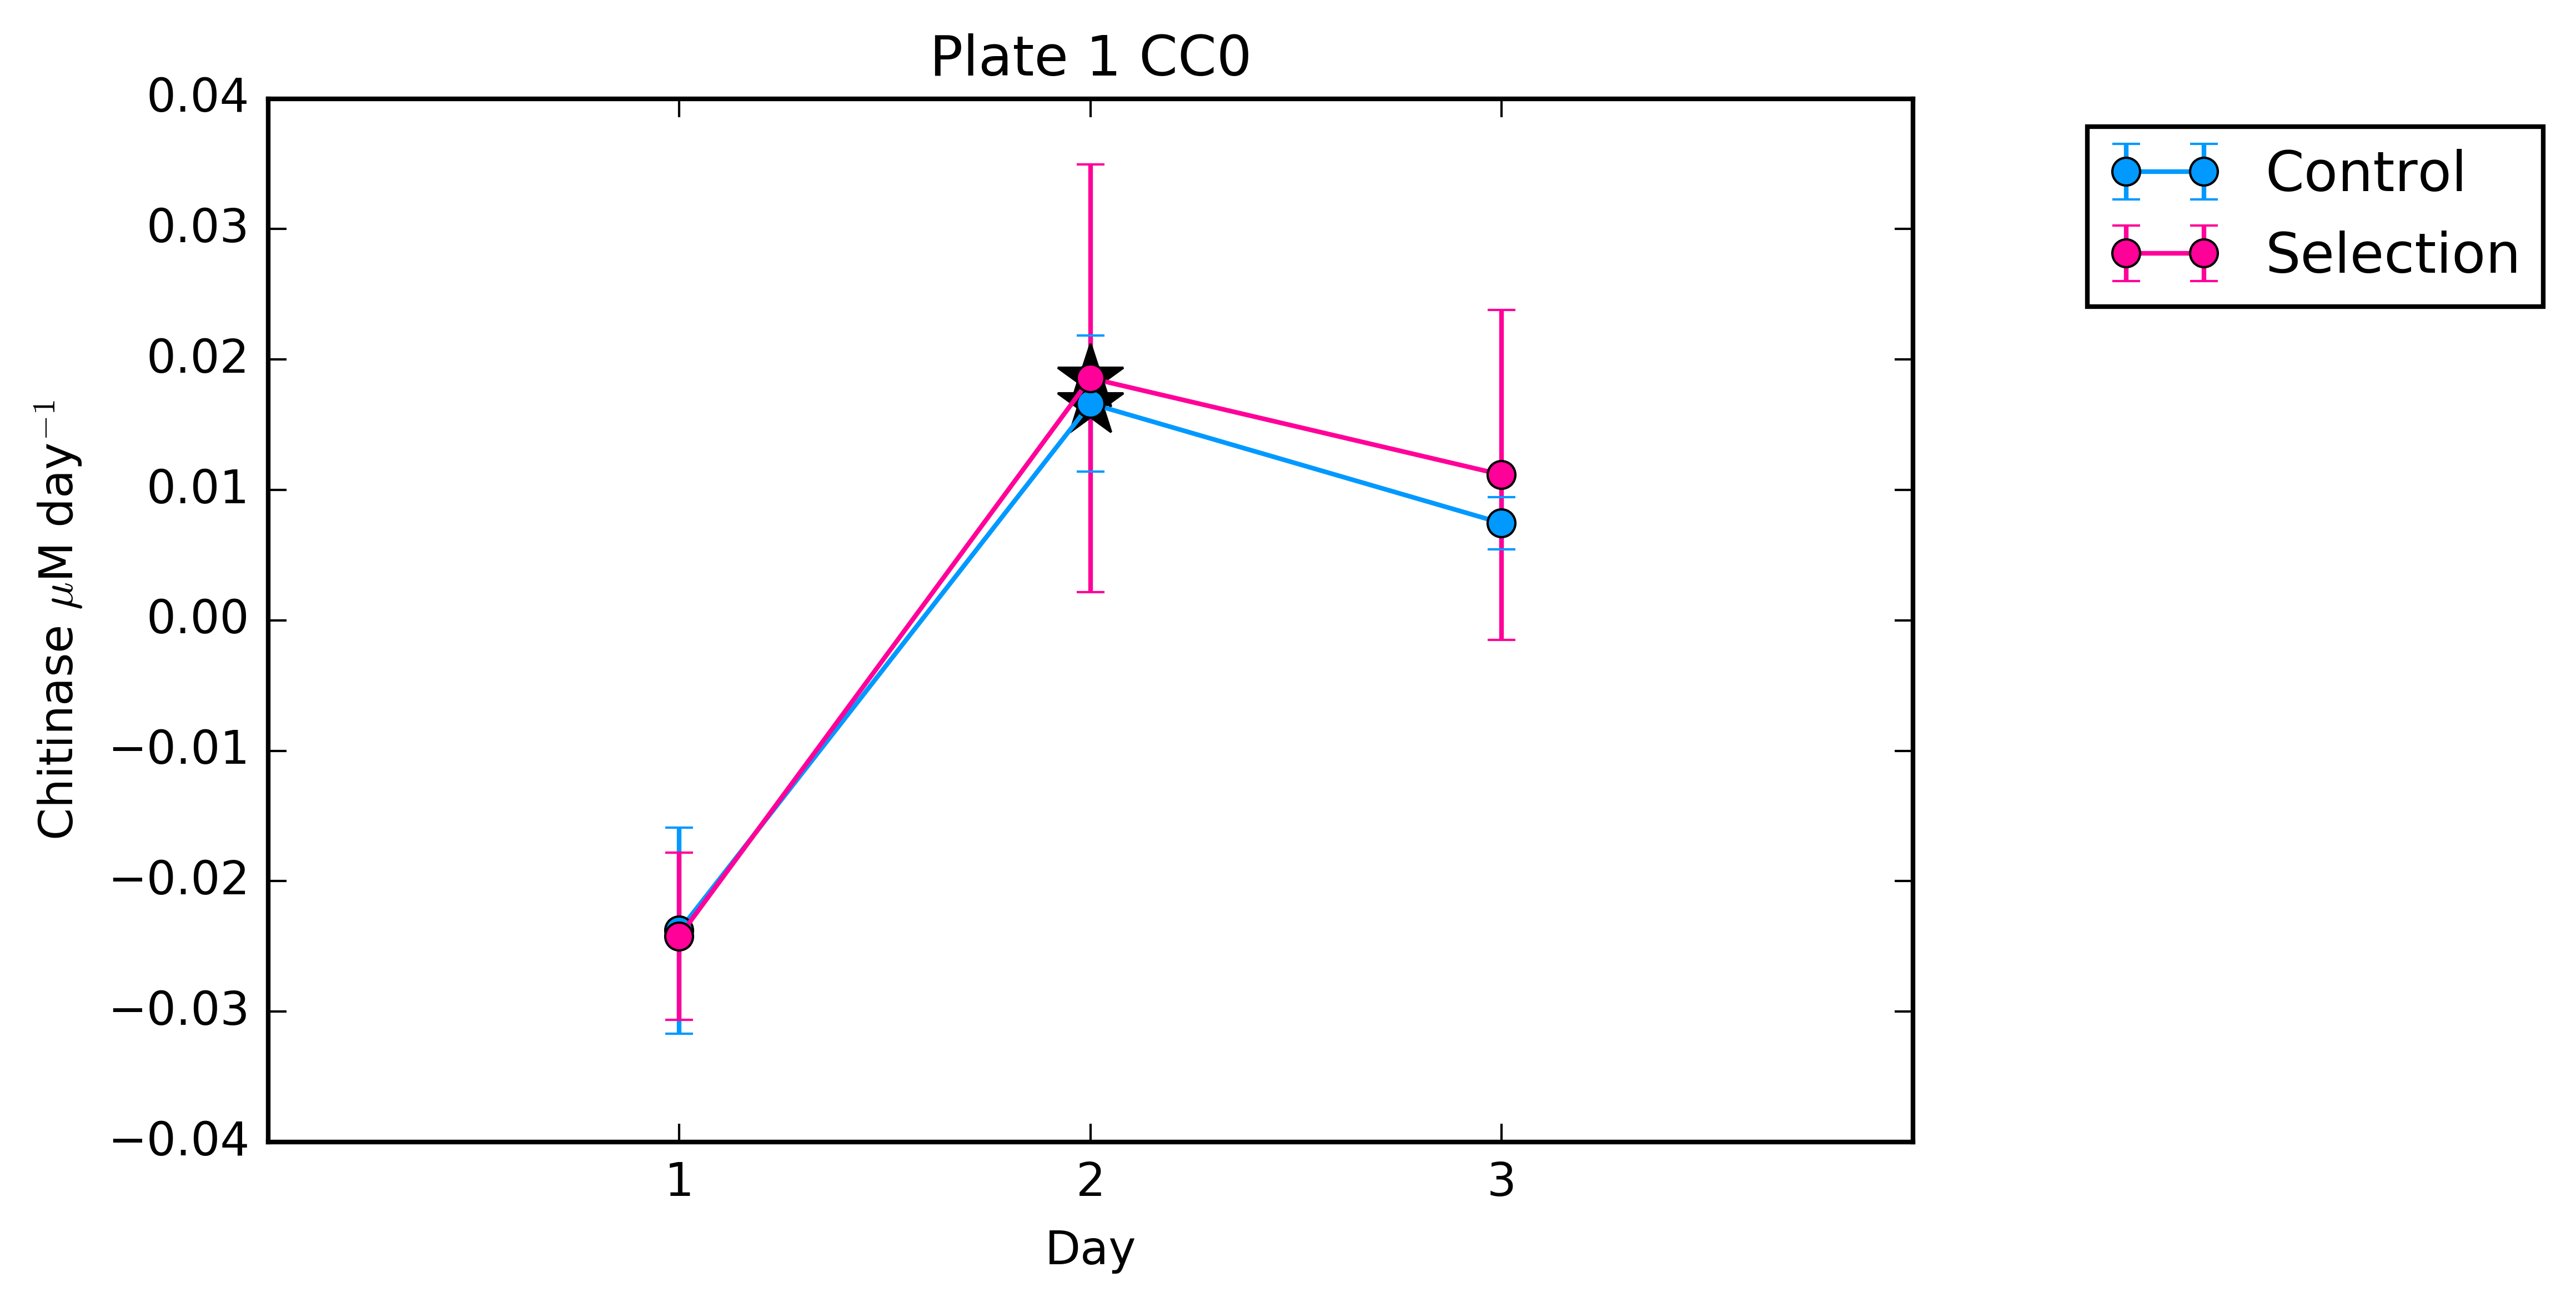 Plate 1 CC0
0.04
0.03
0.02
0.01
0.00
−0.01
−0.02
−0.03
−0.04
Chitinase μM day⁻¹
1 2 3
Day
Control
Selection